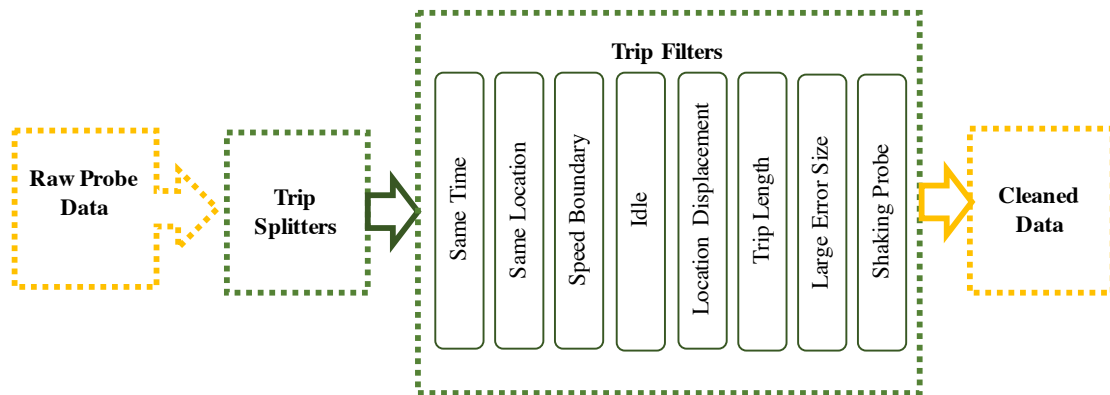 Raw Probe
Data
Trip
Splitters
Trip Filters
Same Time
Same Location
Speed Boundary
Idle
Location Displacement
Trip Length
Large Error Size
Shaking Probe
Cleaned
Data